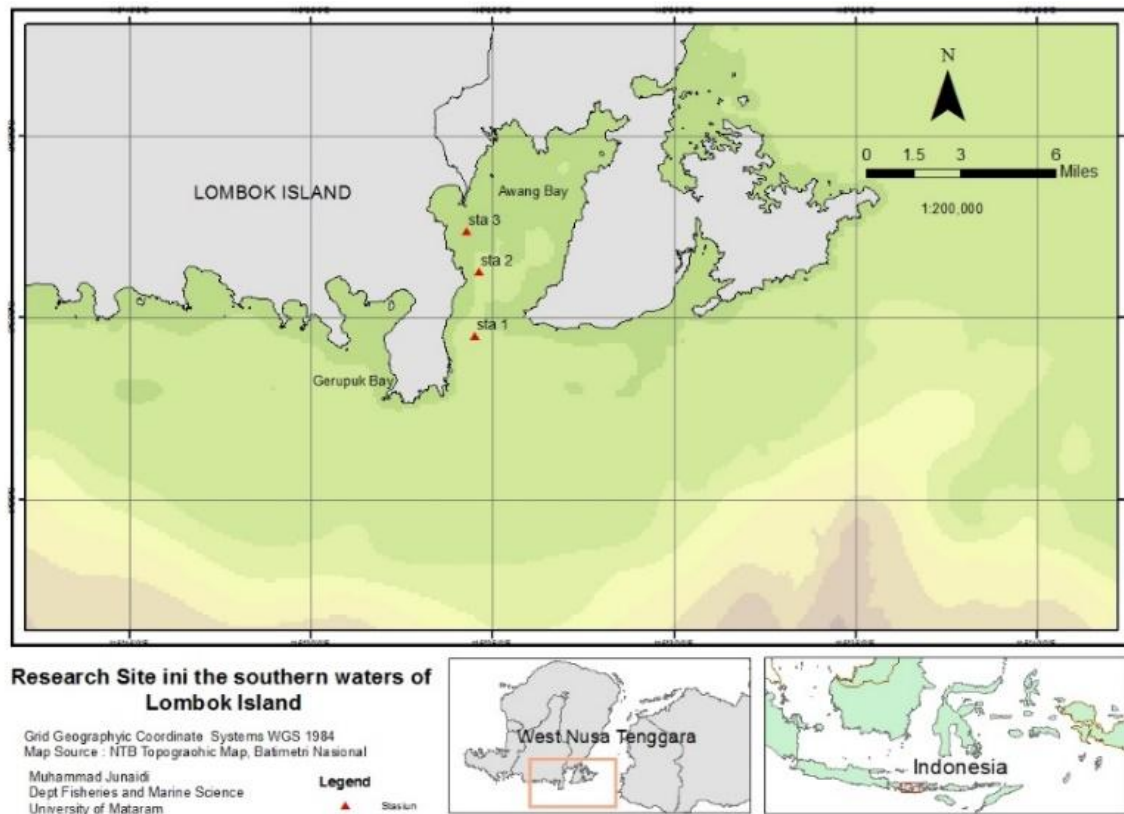 N
0 1.5 3 6
Miles
1:200,000
LOMBOK ISLAND
Awang Bay
sta 3
sta 2
sta 1
Gerupuk Bay
Research Site ini the southern waters of
Lombok Island
Grid Geographyic Coordinate Systems WGS 1984
Map Source : NTB Topograohic Map, Batimetri Nasional
Muhammad Junaidi
Dept Fisheries and Marine Science
University of Mataram
Legend
Stasiun
West Nusa Tenggara
Indonesia